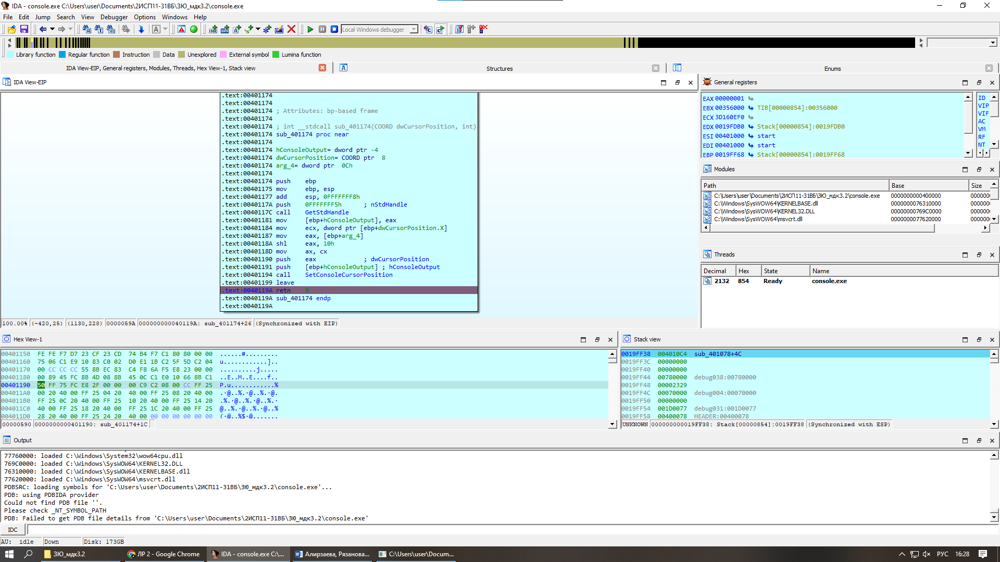 IDA - console.exe C:\Users\user\Documents\2ИСП11-31ВБ\ЗЮ_мдк3.2\console.exe
File Edit Jump Search View Debugger Options Windows Help
Local Windows debugger
Library function Regular function Instruction Data Unexplored External symbol Lumina function
IDA View-EIP, General registers, Modules, Threads, Hex View-1, Stack view
Structures
Enums
IDA View-EIP
.text:00401174
.text:00401174
.text:00401174 ; Attributes: bp-based frame
.text:00401174
.text:00401174 ; int __stdcall sub_401174(COORD dwCursorPosition, int)
.text:00401174 sub_401174 proc near
.text:00401174
.text:00401174 hConsoleOutput= dword ptr -4
.text:00401174 dwCursorPosition= COORD ptr  8
.text:00401174 arg_4= dword ptr  0Ch
.text:00401174
.text:00401174 push    ebp
.text:00401175 mov     ebp, esp
.text:00401177 add     esp, 0FFFFFFF8h
.text:0040117A push    0FFFFFFF5h      ; nStdHandle
.text:0040117C call    GetStdHandle
.text:00401181 mov     [ebp+hConsoleOutput], eax
.text:00401184 mov     ecx, dword ptr [ebp+dwCursorPosition.X]
.text:00401187 mov     eax, [ebp+arg_4]
.text:0040118A shl     eax, 10h
.text:0040118D mov     ax, cx
.text:00401190 push    eax             ; dwCursorPosition
.text:00401191 push    [ebp+hConsoleOutput] ; hConsoleOutput
.text:00401194 call    SetConsoleCursorPosition
.text:00401199 leave
.text:0040119A retn    8
.text:0040119A sub_401174 endp
.text:0040119A
100.00% (-420,25) (1130,228) 0000059A 000000000040119A: sub_401174+26 (Synchronized with EIP)
General registers
EAX 00000001
EBX 00356000 TIB[00000854]:00356000
ECX 3D160EF0
EDX 0019FDB0 Stack[00000854]:0019FDB0
ESI 00401000 start
EDI 00401000 start
EBP 0019FF68 Stack[00000854]:0019FF68
ID
VIP
VIF
AC
VM
RF
NT
Modules
Path Base Size
C:\Users\user\Documents\2ИСП11-31ВБ\ЗЮ_мдк3.2\console.exe 0000000000400000 000000
C:\Windows\SysWOW64\KERNELBASE.dll 0000000076310000 000000
C:\Windows\SysWOW64\KERNEL32.DLL 00000000769C0000 000000
C:\Windows\SysWOW64\msvcrt.dll 0000000077620000 000000
Threads
Decimal Hex State Name
2132 854 Ready console.exe
Hex View-1
00401150 FE FE F7 D7 23 CF 23 CD  74 B4 F7 C1 80 80 00 00 ......#.........
00401160 75 06 C1 E9 10 83 C0 02  D0 E1 1B C2 5F 5D C2 04 u...........]..
00401170 00 CC CC CC 55 8B EC 83  C4 F8 6A F5 E8 23 00 00 ..........j.....
00401180 00 89 45 FC 8B 4D 08 8B  45 0C C1 E0 10 66 8B C1 ..E..M..E....f..
00401190 50 FF 75 FC E8 2F 00 00  00 C9 C2 08 00 CC FF 25 P.u............%
004011A0 00 20 40 00 FF 25 04 20  40 00 FF 25 08 20 40 00
004011B0 FF 25 0C 20 40 00 FF 25  10 20 40 00 FF 25 14 20
004011C0 40 00 FF 25 18 20 40 00  FF 25 1C 20 40 00 FF 25
004011D0 28 20 40 00 FF 25 24 20  40 00 00 00 00 00 00 00
00000590 0000000000401190: sub_401174+1C
Stack view
0019FF38 004010C4 sub_401078+4C
0019FF3C 00000000
0019FF40 00000000
0019FF44 00780000 debug038:00780000
0019FF48 00002329
0019FF4C 00070000 debug004:00070000
0019FF50 00000000
0019FF54 001D0077 debug031:001D0077
0019FF58 00400078 HEADER:00400078
UNKNOWN 000000000019FF38: Stack[00000854]:0019FF38 (Synchronized with ESP)
Output
77760000: loaded C:\Windows\System32\wow64cpu.dll
769C0000: loaded C:\Windows\SysWOW64\KERNEL32.DLL
76310000: loaded C:\Windows\SysWOW64\KERNELBASE.dll
77620000: loaded C:\Windows\SysWOW64\msvcrt.dll
PDBSRC: loading symbols for 'C:\Users\user\Documents\2ИСП11-31ВБ\ЗЮ_мдк3.2\console.exe'...
PDB: using PDBIDA provider
Could not find PDB file ''.
Please check _NT_SYMBOL_PATH
PDB: Failed to get PDB file details from 'C:\Users\user\Documents\2ИСП11-31ВБ\ЗЮ_мдк3.2\console.exe'
IDC
AU: idle Down Disk: 173GB
ЗЮ_мдк3.2
ЛР 2 - Google Chrome
IDA - console.exe C:\...
Алирзаева, Рязанова...
C:\Users\user\Docum...
РУС 16:28